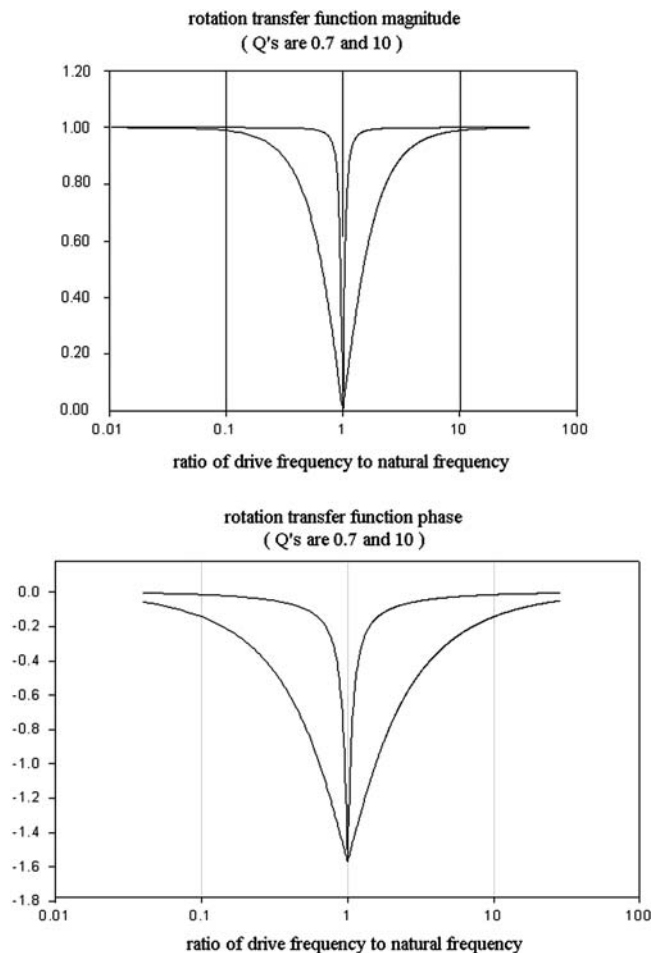 rotation transfer function magnitude
( Q's are 0.7 and 10 )
1.20
1.00
0.80
0.60
0.40
0.20
0.00
0.01 0.1 1 10 100
ratio of drive frequency to natural frequency
rotation transfer function phase
( Q's are 0.7 and 10 )
0.0
-0.2
-0.4
-0.6
-0.8
-1.0
-1.2
-1.4
-1.6
-1.8
0.01 0.1 1 10 100
ratio of drive frequency to natural frequency